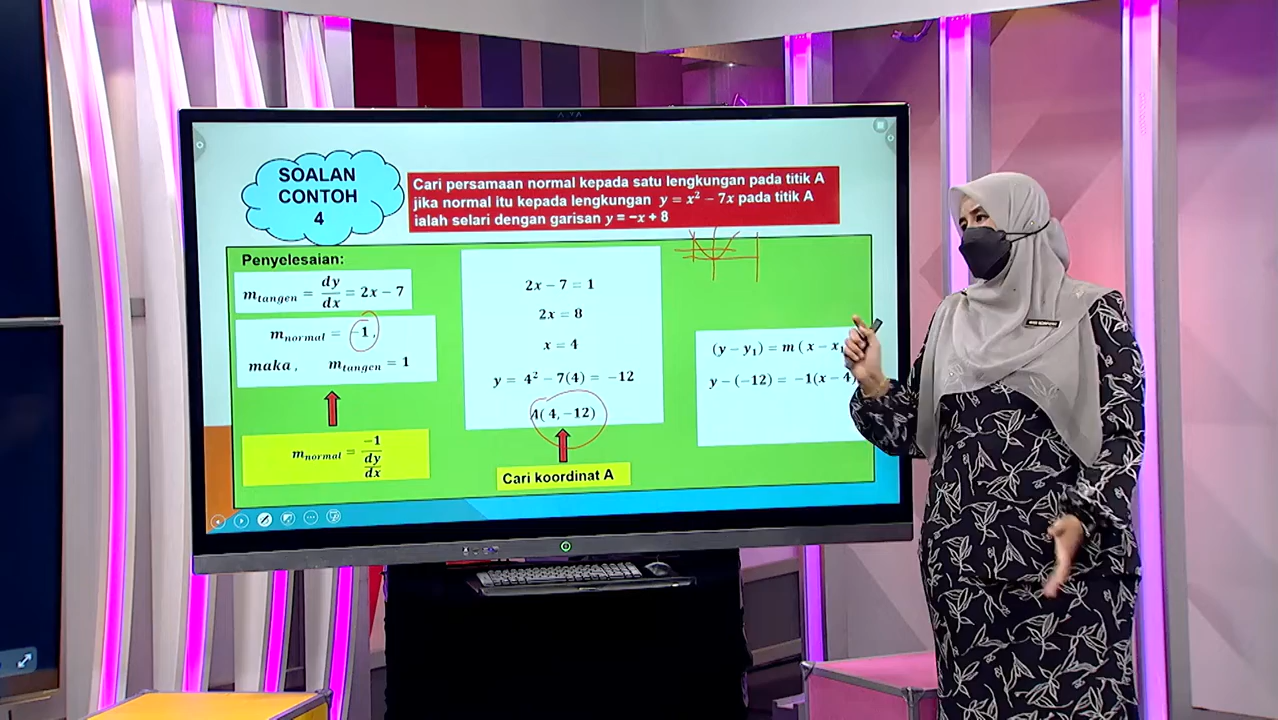 SOALAN
CONTOH
4
Cari persamaan normal kepada satu lengkungan pada titik A
jika normal itu kepada lengkungan y = x² − 7x pada titik A
ialah selari dengan garisan y = −x + 8
Penyelesaian:
m_tangen = dy/dx = 2x − 7
m_normal = −1,
maka, m_tangen = 1
m_normal = −1/(dy/dx)
2x − 7 = 1
2x = 8
x = 4
y = 4² − 7(4) = −12
A(4, −12)
Cari koordinat A
(y − y₁) = m (x − x₁
y − (−12) = −1(x − 4)